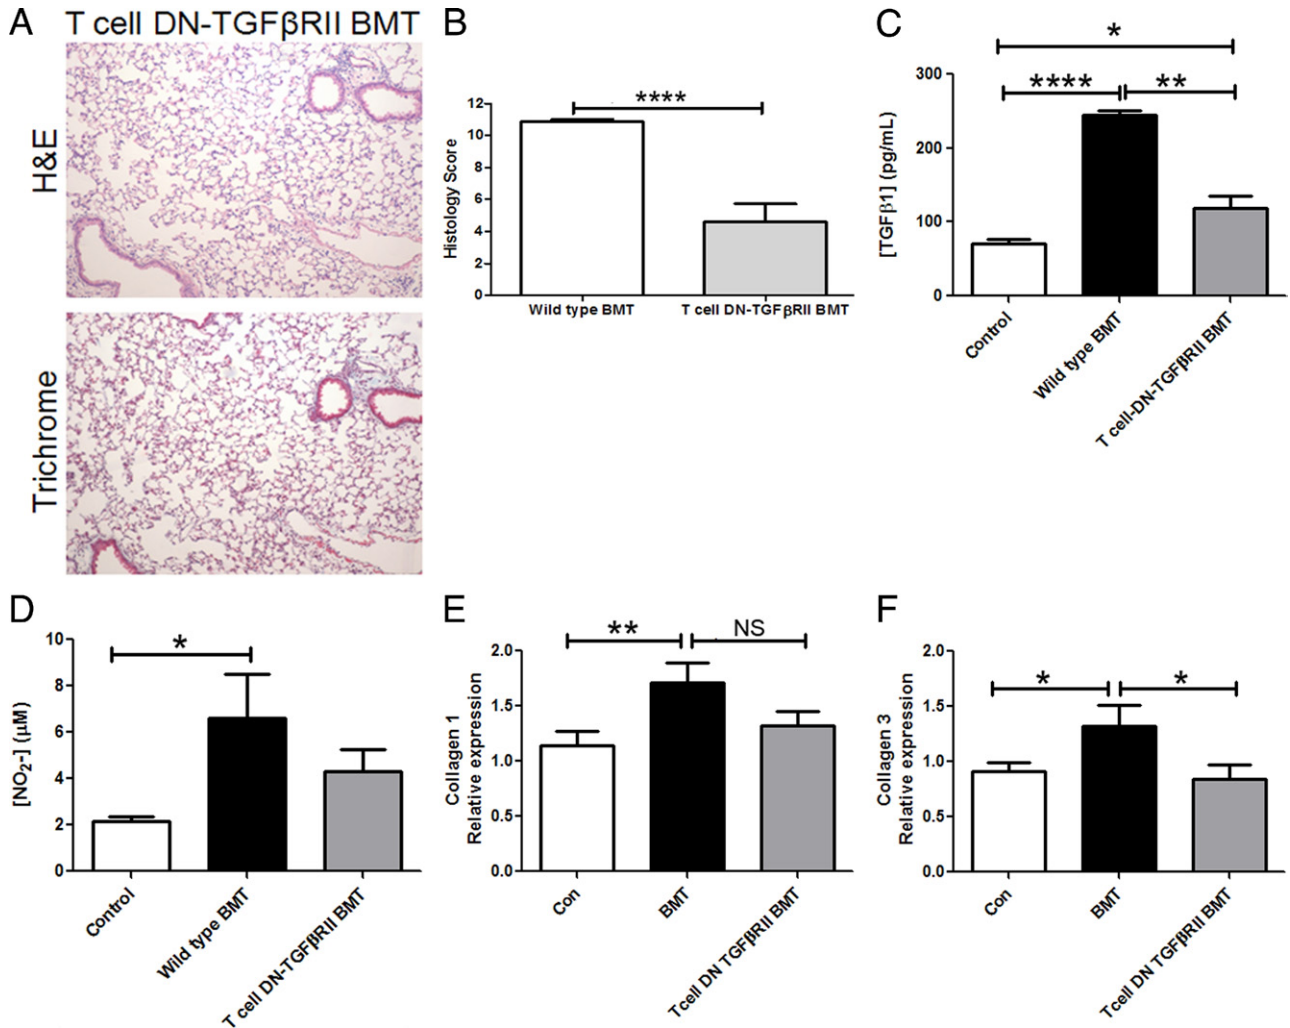 A
T cell DN-TGFβRII BMT
H&E
Trichrome
B
****
Histology Score
12
10
8
6
4
2
0
Wild type BMT
T cell DN-TGFβRII BMT
C
*
****
**
[TGFβ1] (pg/mL)
300
200
100
0
Control
Wild type BMT
T cell-DN-TGFβRII BMT
D
*
[NO2-] (μM)
10
8
6
4
2
0
Control
Wild type BMT
T cell DN-TGFβRII BMT
E
**
NS
Collagen 1
Relative expression
2.0
1.5
1.0
0.5
0.0
Con
BMT
Tcell DN TGFβRII BMT
F
*
*
Collagen 3
Relative expression
2.0
1.5
1.0
0.5
0.0
Con
BMT
Tcell DN TGFβRII BMT